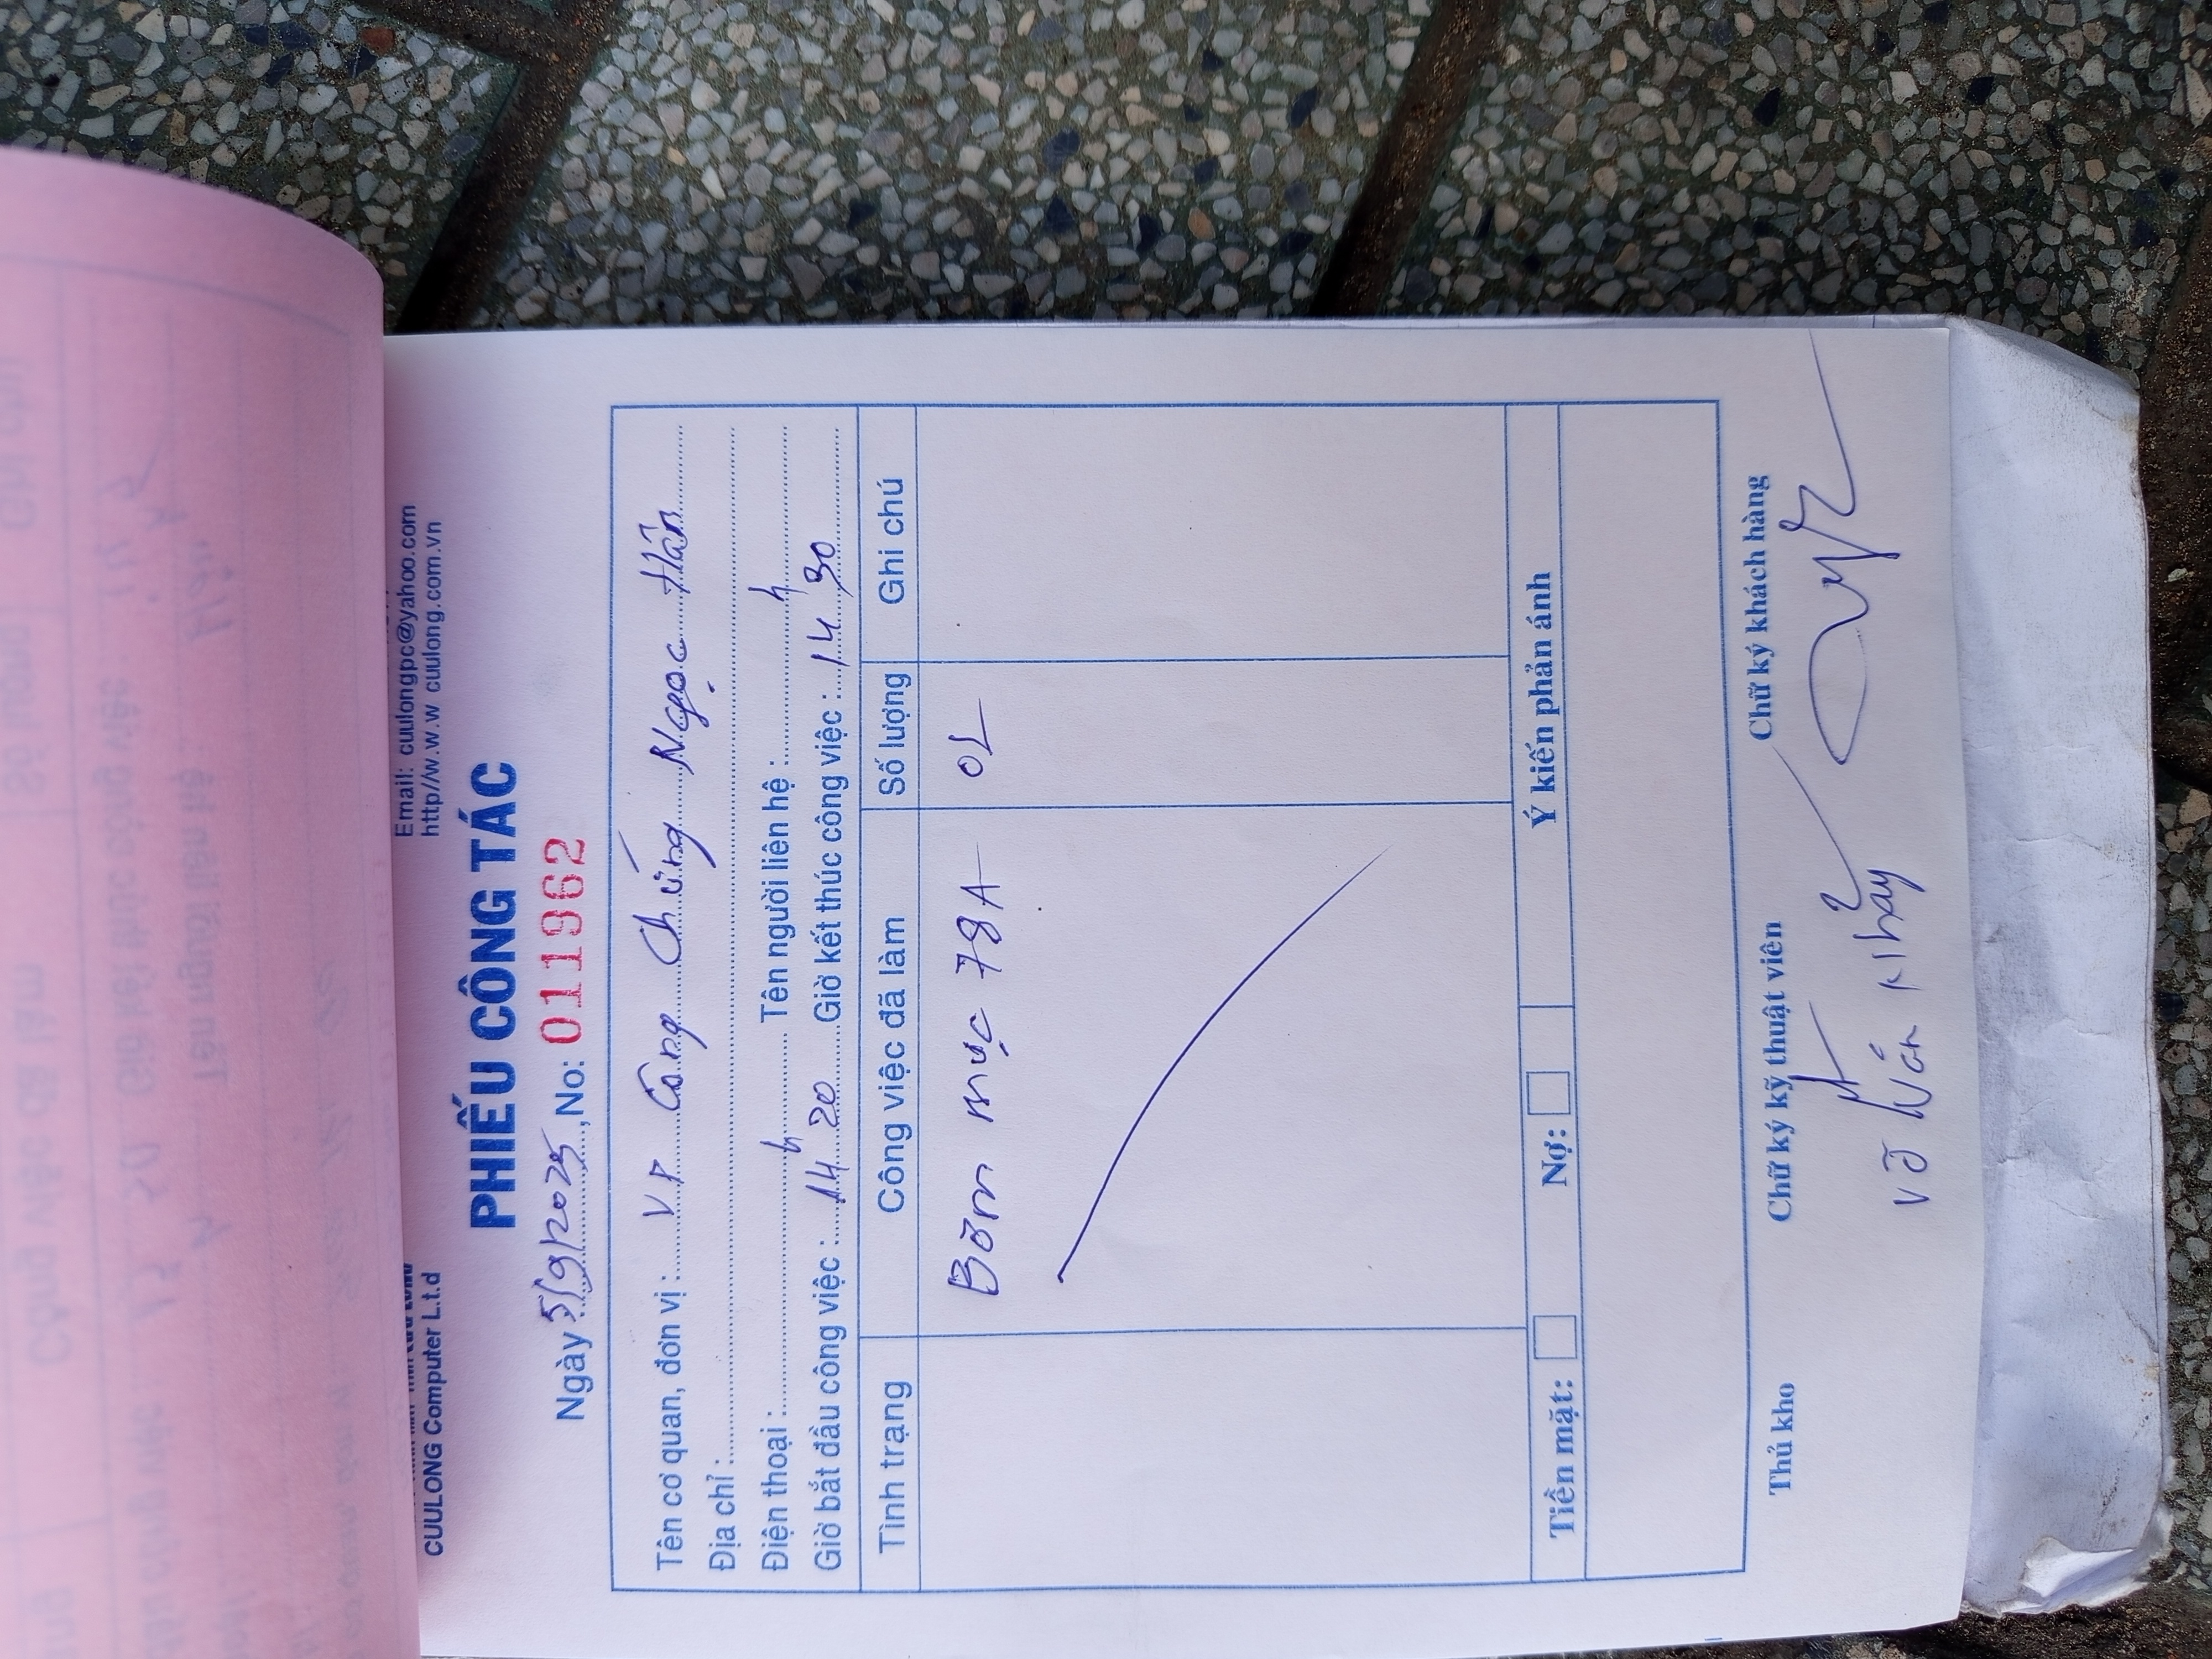 Email: cuulongpc@yahoo.com
CUULONG Computer L.t.d
http//w.w.w cuulong.com.vn
PHIẾU CÔNG TÁC
Ngày 5/9/2025, No: 011962
Tên cơ quan, đơn vị: VP Công Chứng Ngọc Hân
Địa chỉ:
Điện thoại: Tên người liên hệ:
Giờ bắt đầu công việc: 14h20 Giờ kết thúc công việc: 14h30
Tình trạng Công việc đã làm Số lượng Ghi chú
Bơm mực 78A 01
Tiền mặt: Nợ: Ý kiến phản ánh
Thủ kho Chữ ký kỹ thuật viên Chữ ký khách hàng
Võ Văn Khảy